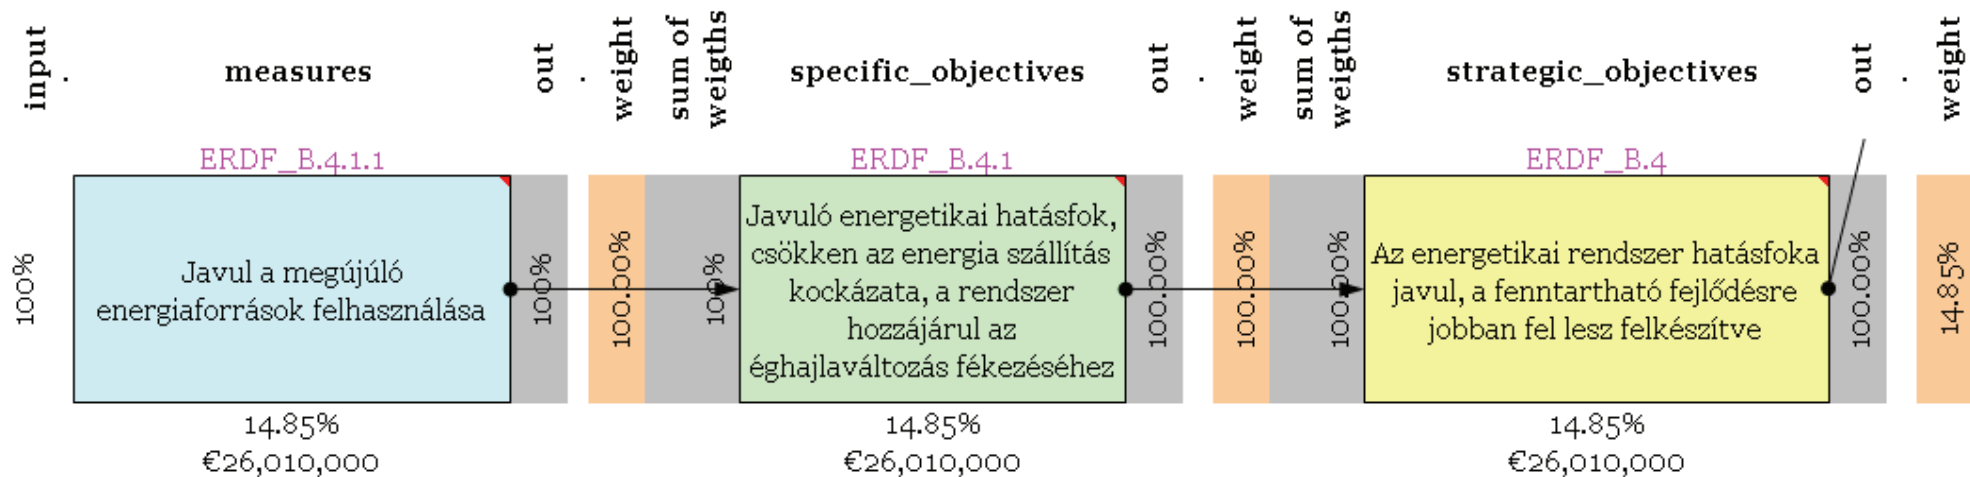 input . measures out . weight sum of weigths . specific_objectives out . weight sum of weigths strategic_objectives out . weight
ERDF_B.4.1.1 ERDF_B.4.1 ERDF_B.4
100%
Javul a megújúló
energiaforrások felhasználása
100%
100.00%
100%
Javuló energetikai hatásfok,
csökken az energia szállítás
kockázata, a rendszer
hozzájárul az
éghajlaváltozás fékezéséhez
100.00%
100.00%
100.00%
Az energetikai rendszer hatásfoka
javul, a fenntartható fejlődésre
jobban fel lesz felkészítve
100.00%
14.85%
14.85% 14.85% 14.85%
€26,010,000 €26,010,000 €26,010,000